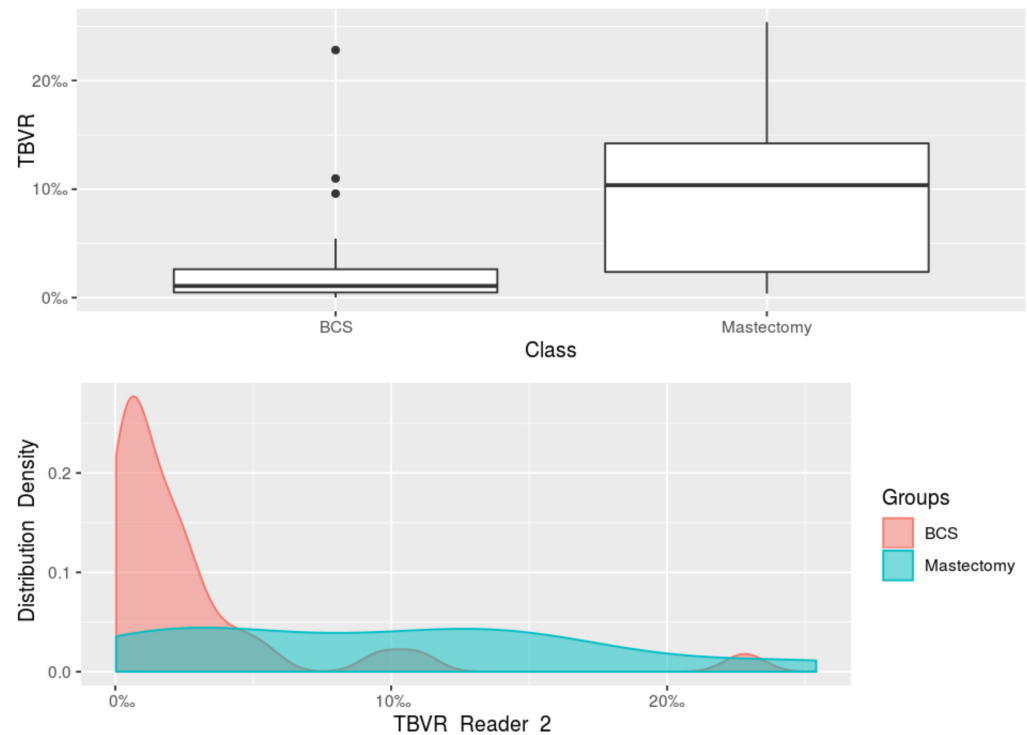 TBVR
20‱
10‱
0‱
BCS
Mastectomy
Class
Distribution Density
0.2
0.1
0.0
0‱
10‱
20‱
TBVR Reader 2
Groups
BCS
Mastectomy